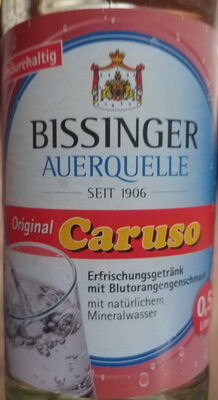 BISSINGER
AUERQUELLE
SEIT 1906
Original Caruso
Erfrischungsgetränk
mit Blutorangengeschmack
mit natürlichem
Mineralwasser